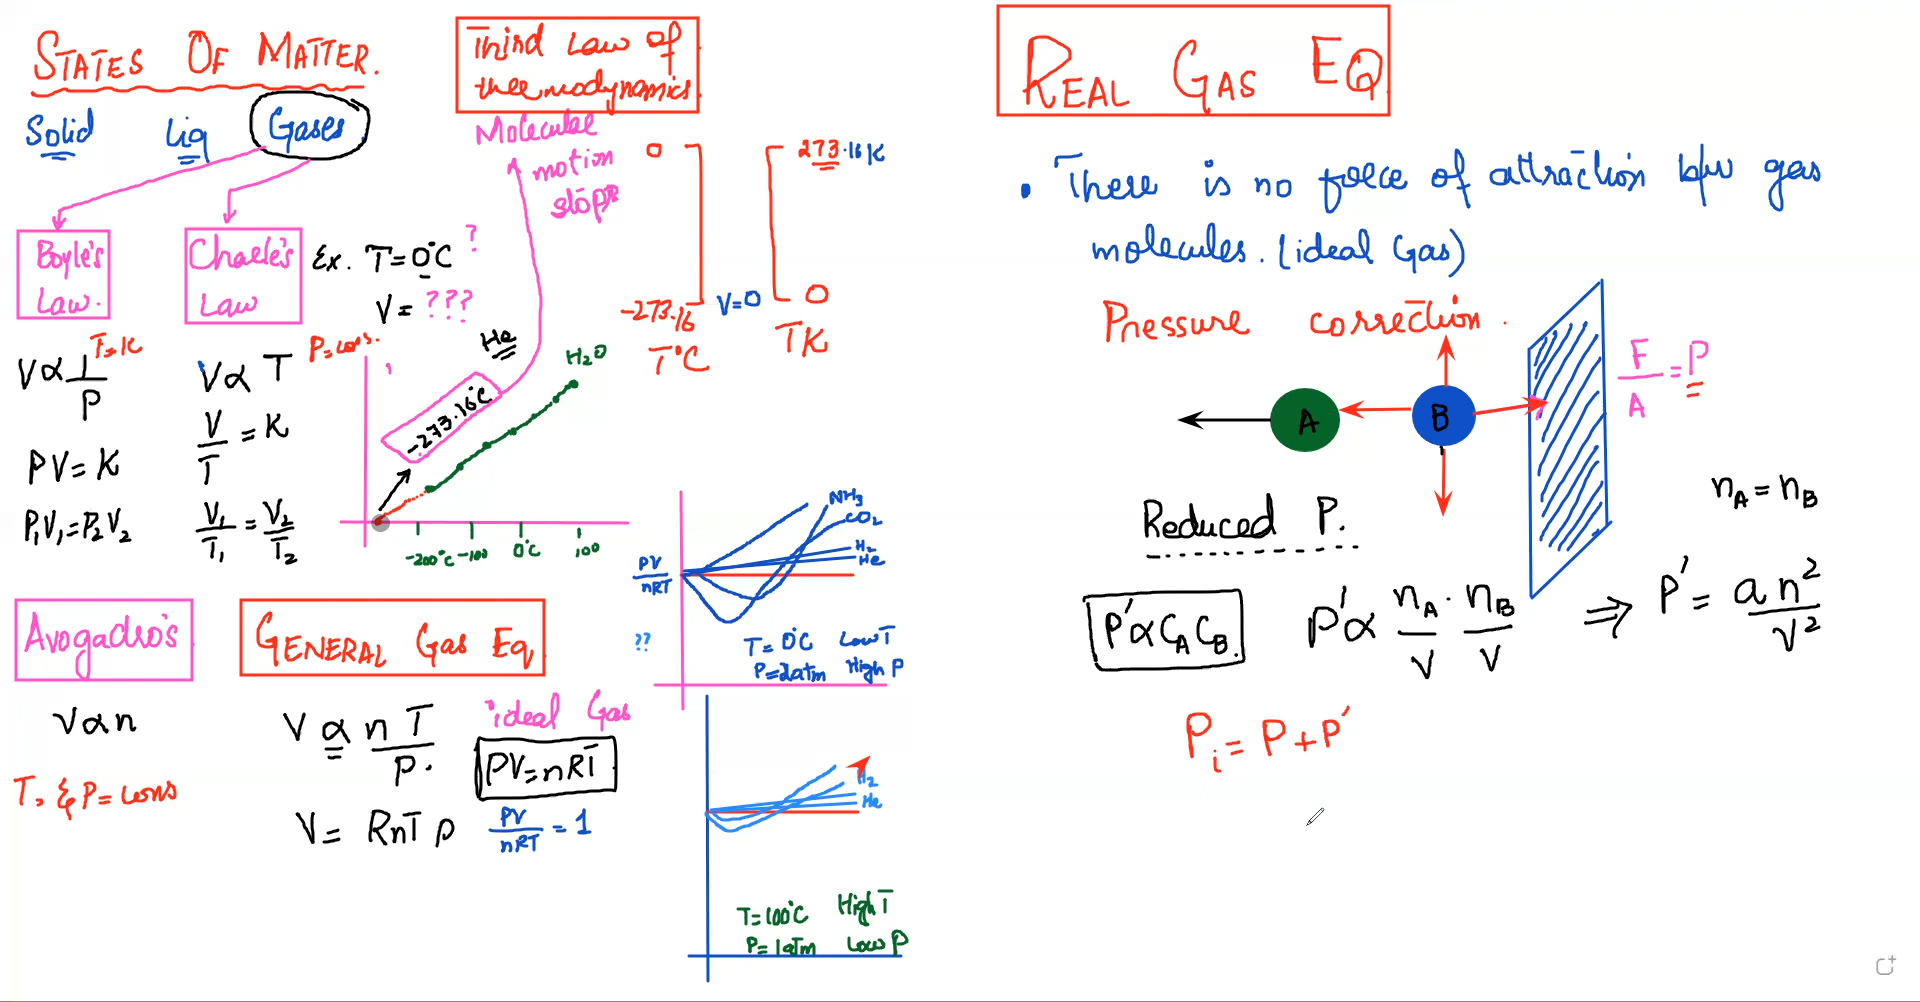 STATES OF MATTER.
Solid Liq Gases
Boyle's
Law.
Charle's
Law
V∝1/P T=K
PV=K
P₁V₁=P₂V₂
V∝T
V/T=K
V₁/T₁=V₂/T₂
Ex. T=0°C ?
V=???
P=cons.
-273.16°C
He
H₂O
-200°C -100 0°C 100
Third Law of
thermodynamics
Molecular
motion
stops
0
-273.16
T°C
V=0
273.16K
0
TK
Avogadro's
V∝n
T, & P=cons
GENERAL Gas Eq
V∝nT/P.
V= RnT P
ideal Gas
PV=nRT
PV/nRT=1
PV/nRT
??
NH₃
CO₂
H₂
He
T=0°C Low T
P=2atm High P
H₂
He
T=100°C High T
P=1atm Low P
REAL GAS EQ
• There is no force of attraction b/w gas
molecules. (ideal Gas)
Pressure correction.
A B
F/A=P
Reduced P.
nA=nB
P'∝CA CB. P'∝nA/V·nB/V ⇒ P'=an²/V²
Pi=P+P'